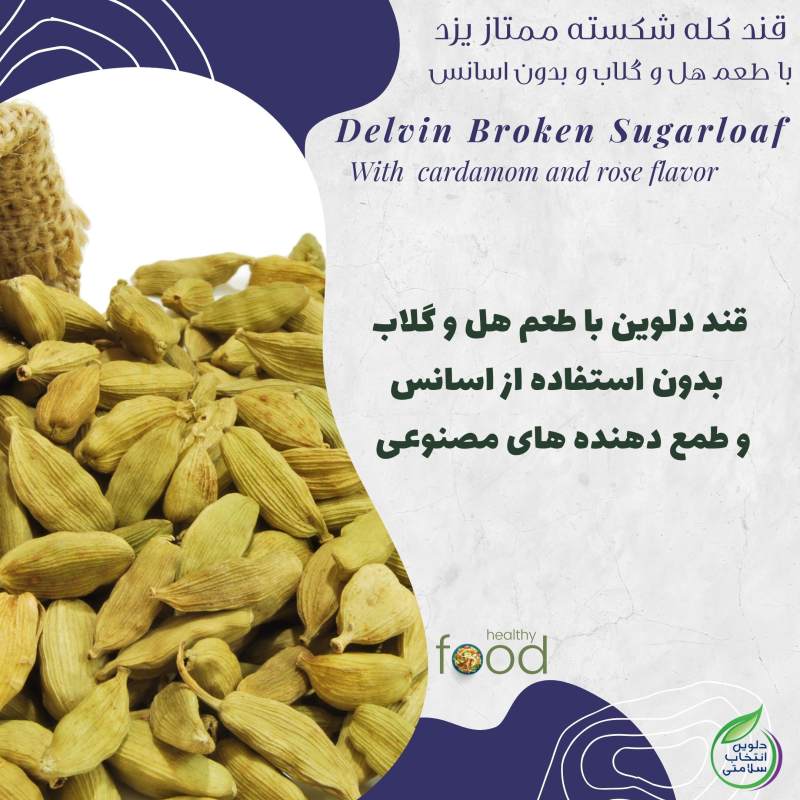 قند کله شکسته ممتاز یزد
با طعم هل و گلاب و بدون اسانس
Delvin Broken Sugarloaf
With cardamom and rose flavor
قند دلوین با طعم هل و گلاب
بدون استفاده از اسانس
و طمع دهنده های مصنوعی
healthy
food
دلوین
انتخاب
سلامتی